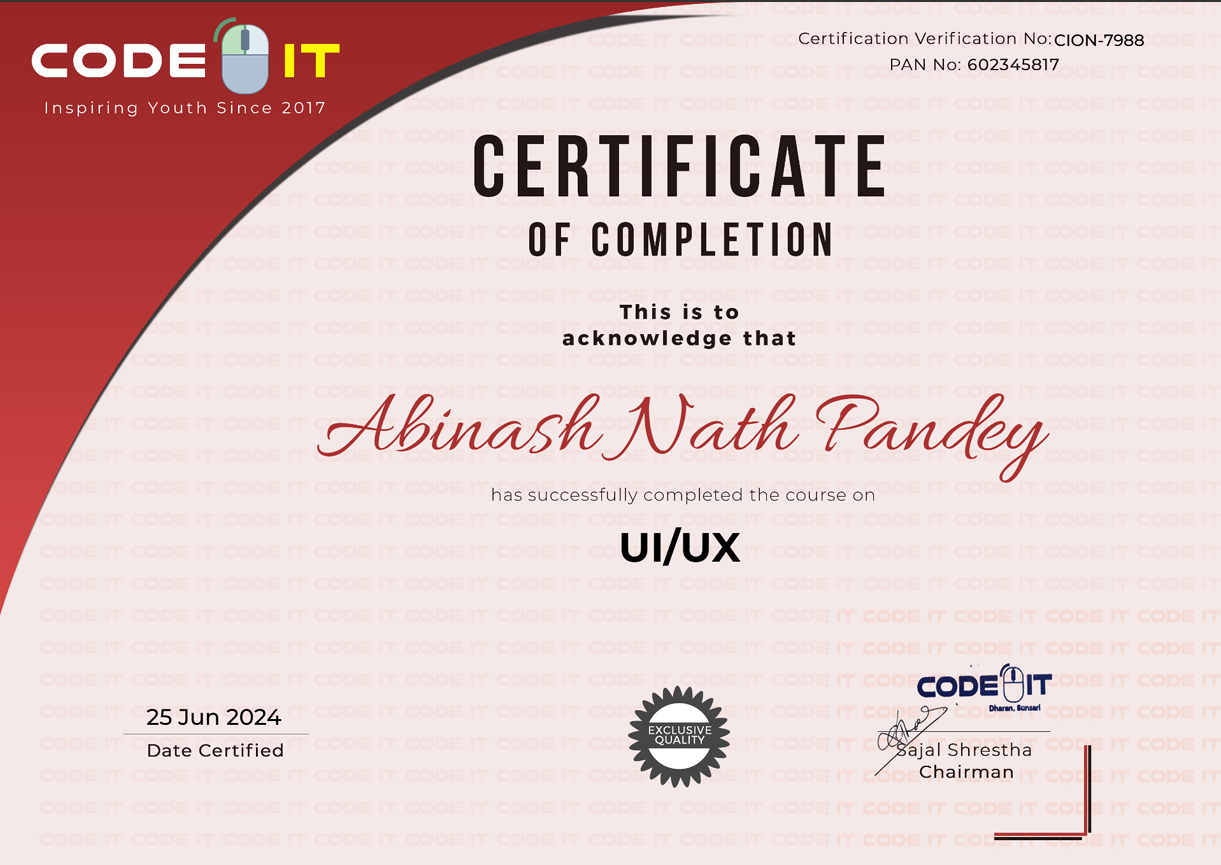 CODE IT
Inspiring Youth Since 2017
Certification Verification No: CION-7988
PAN No: 602345817
CERTIFICATE
OF COMPLETION
This is to
acknowledge that
Abinash Nath Pandey
has successfully completed the course on
UI/UX
25 Jun 2024
Date Certified
EXCLUSIVE
QUALITY
CODE IT
Dharan, Sunsari
Sajal Shrestha
Chairman